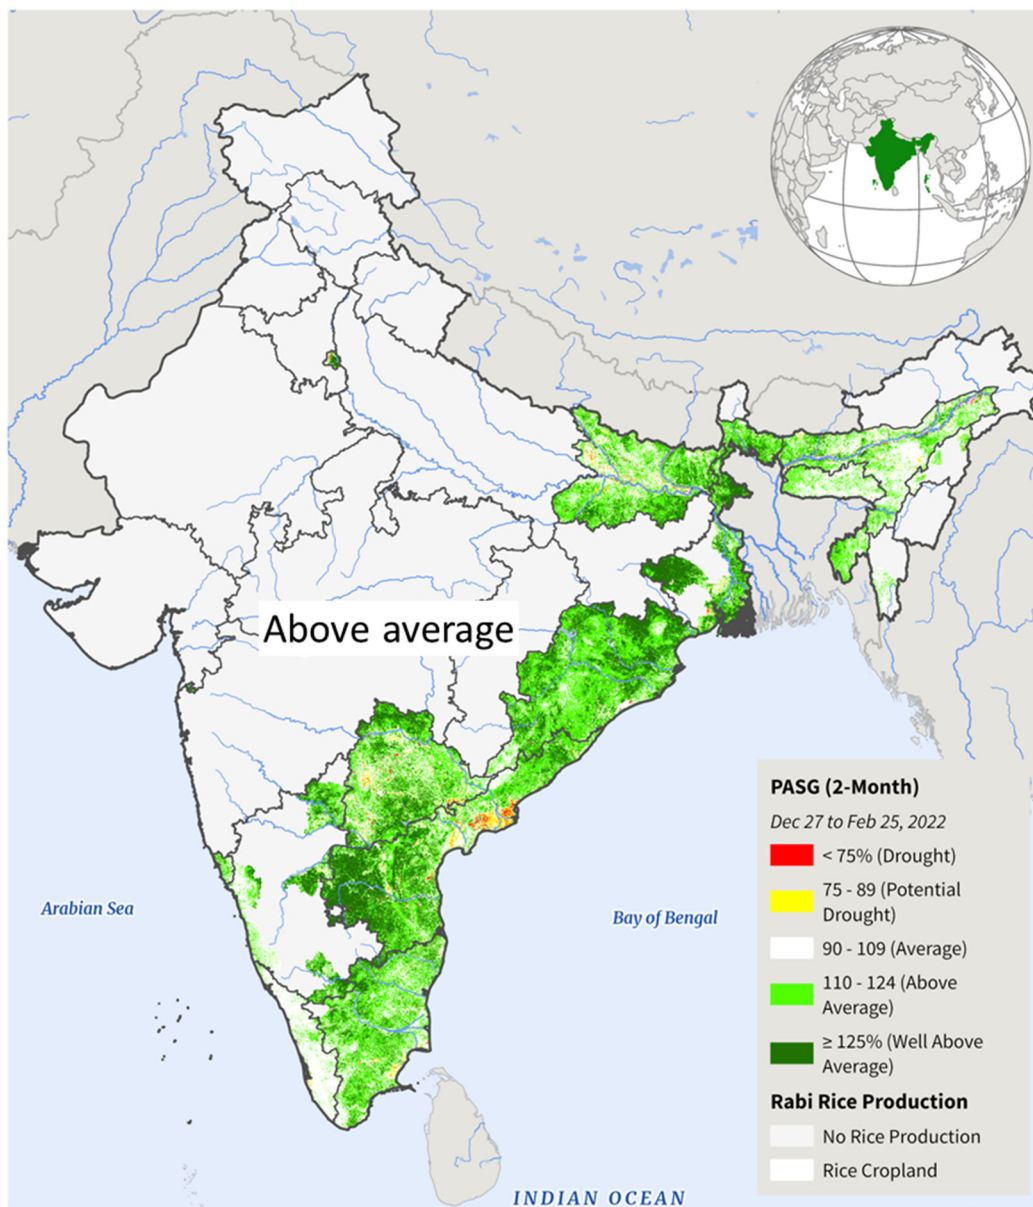 Above average
Arabian Sea
Bay of Bengal
INDIAN OCEAN
PASG (2-Month)
Dec 27 to Feb 25, 2022
< 75% (Drought)
75 - 89 (Potential
Drought)
90 - 109 (Average)
110 - 124 (Above
Average)
≥ 125% (Well Above
Average)
Rabi Rice Production
No Rice Production
Rice Cropland